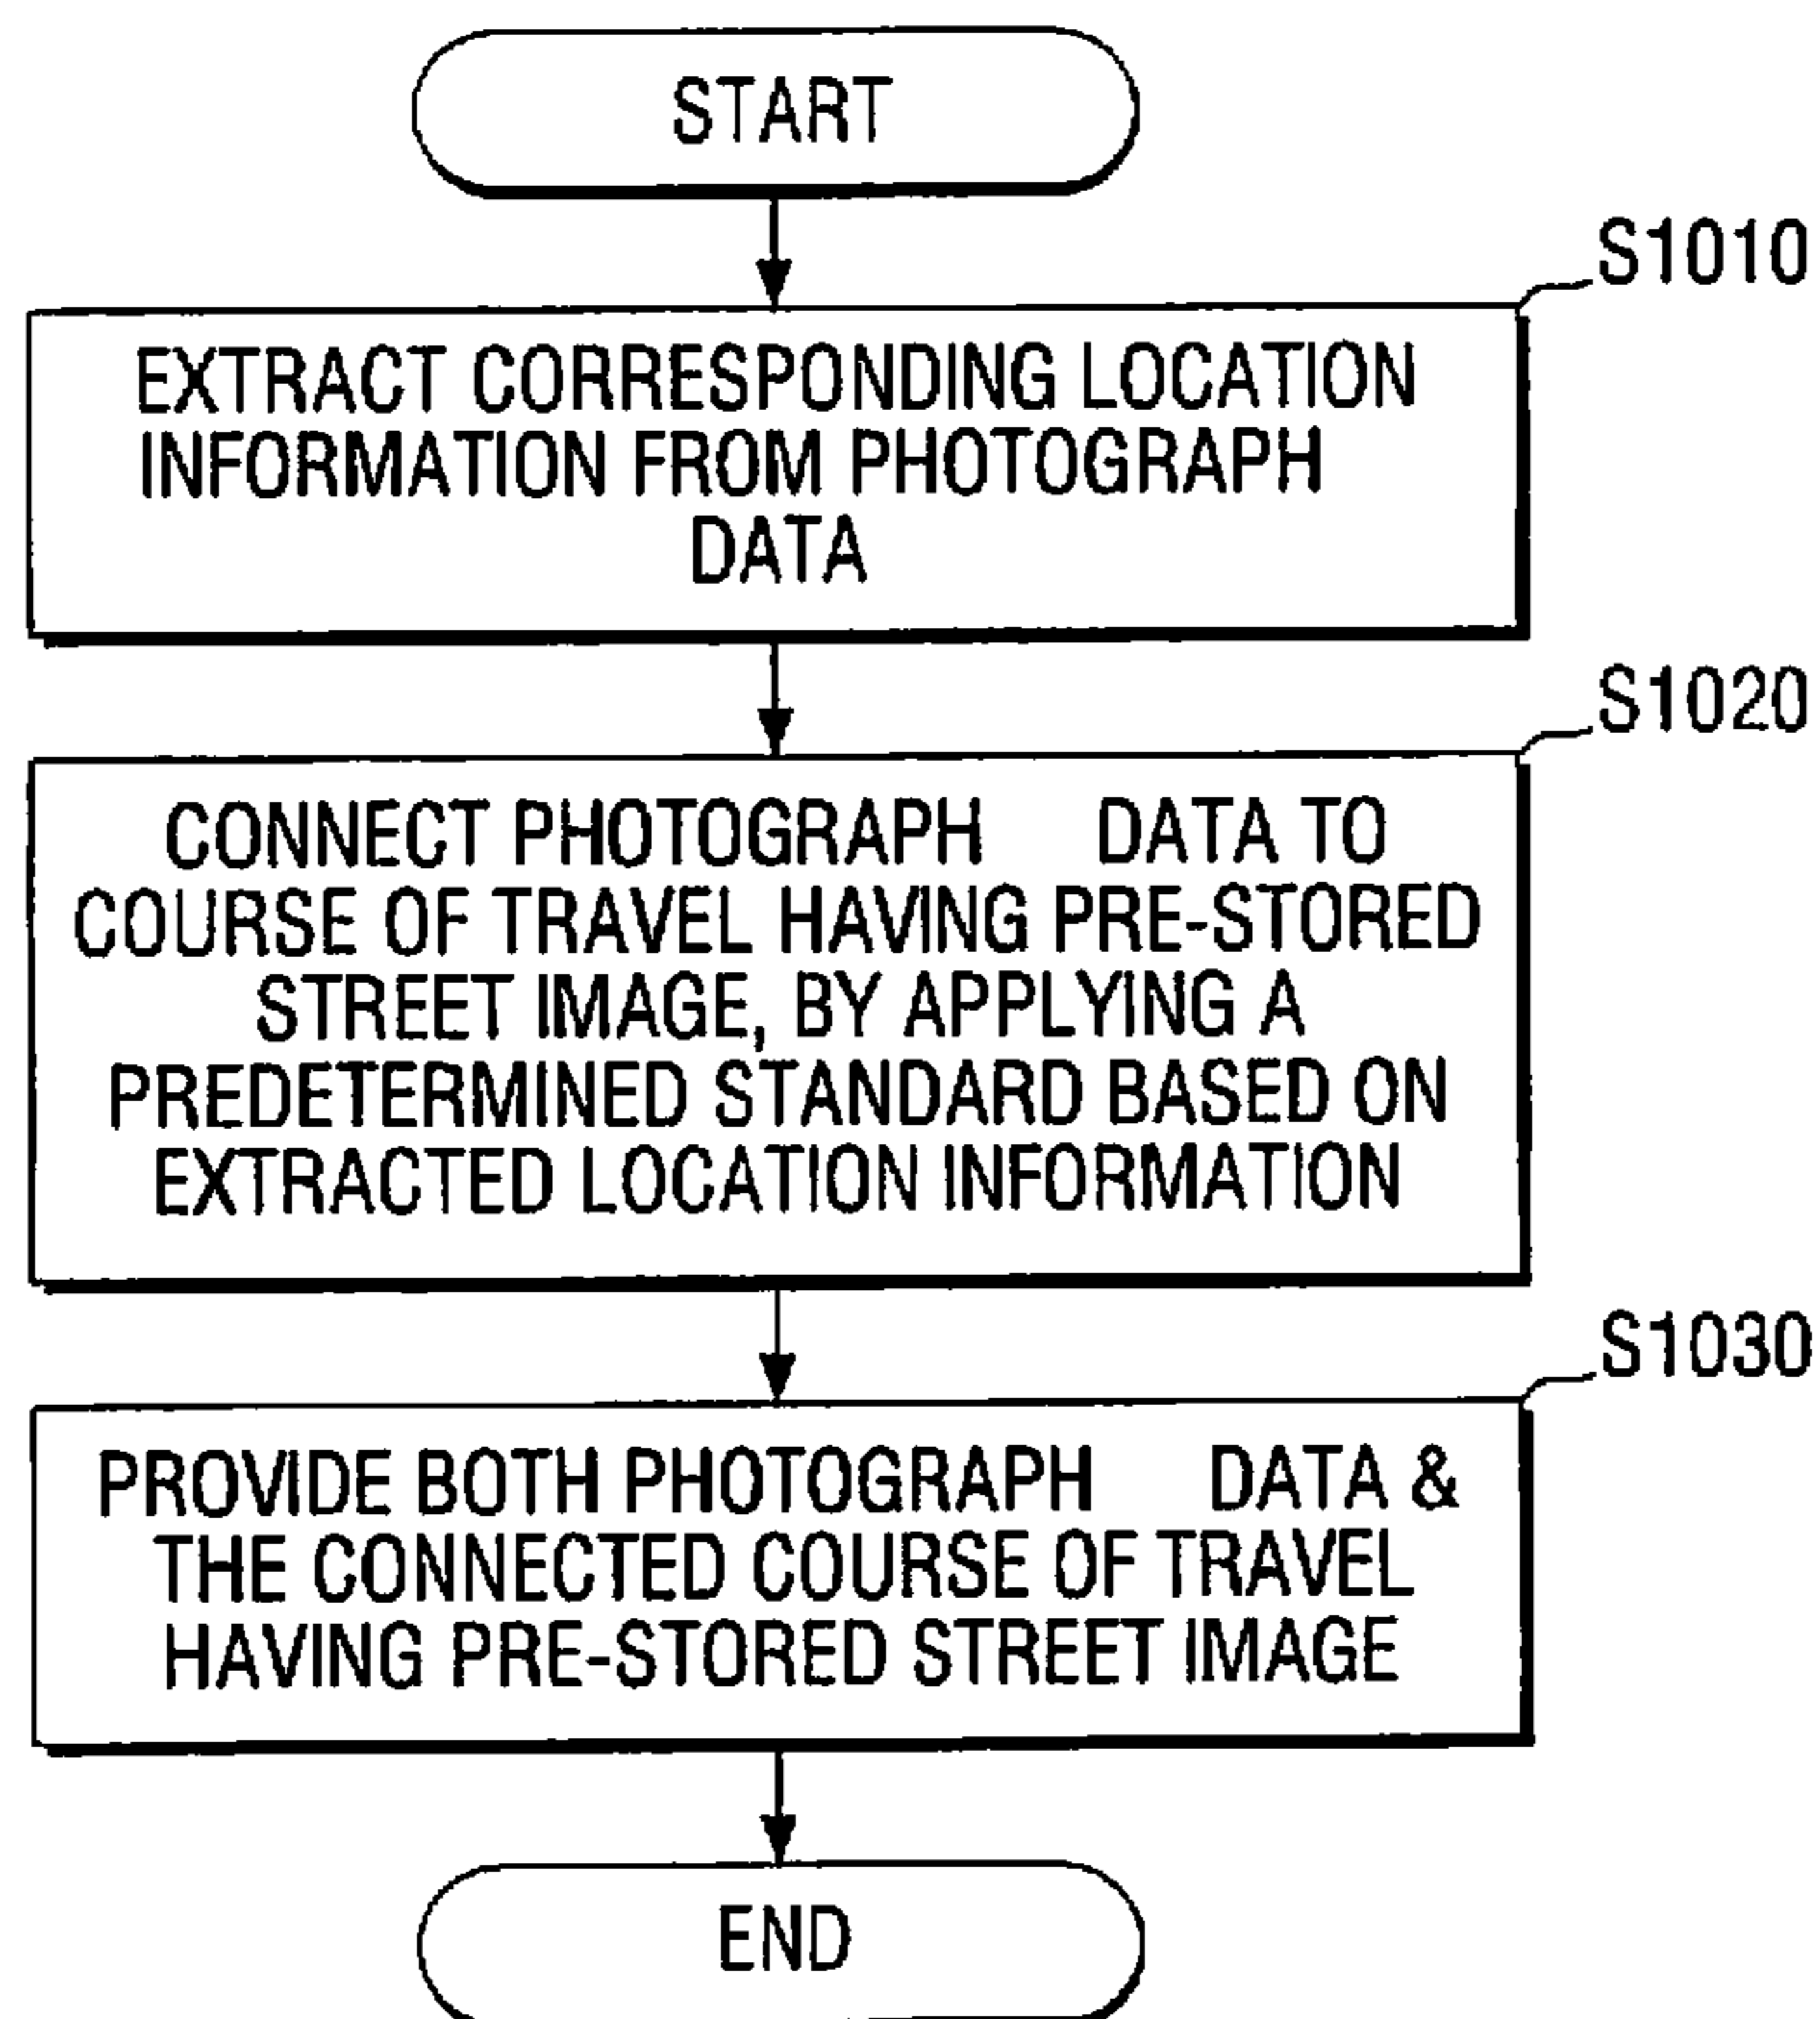 START
S1010
EXTRACT CORRESPONDING LOCATION
INFORMATION FROM PHOTOGRAPH
DATA
S1020
CONNECT PHOTOGRAPH DATA TO
COURSE OF TRAVEL HAVING PRE-STORED
STREET IMAGE, BY APPLYING A
PREDETERMINED STANDARD BASED ON
EXTRACTED LOCATION INFORMATION
S1030
PROVIDE BOTH PHOTOGRAPH DATA &
THE CONNECTED COURSE OF TRAVEL
HAVING PRE-STORED STREET IMAGE
END